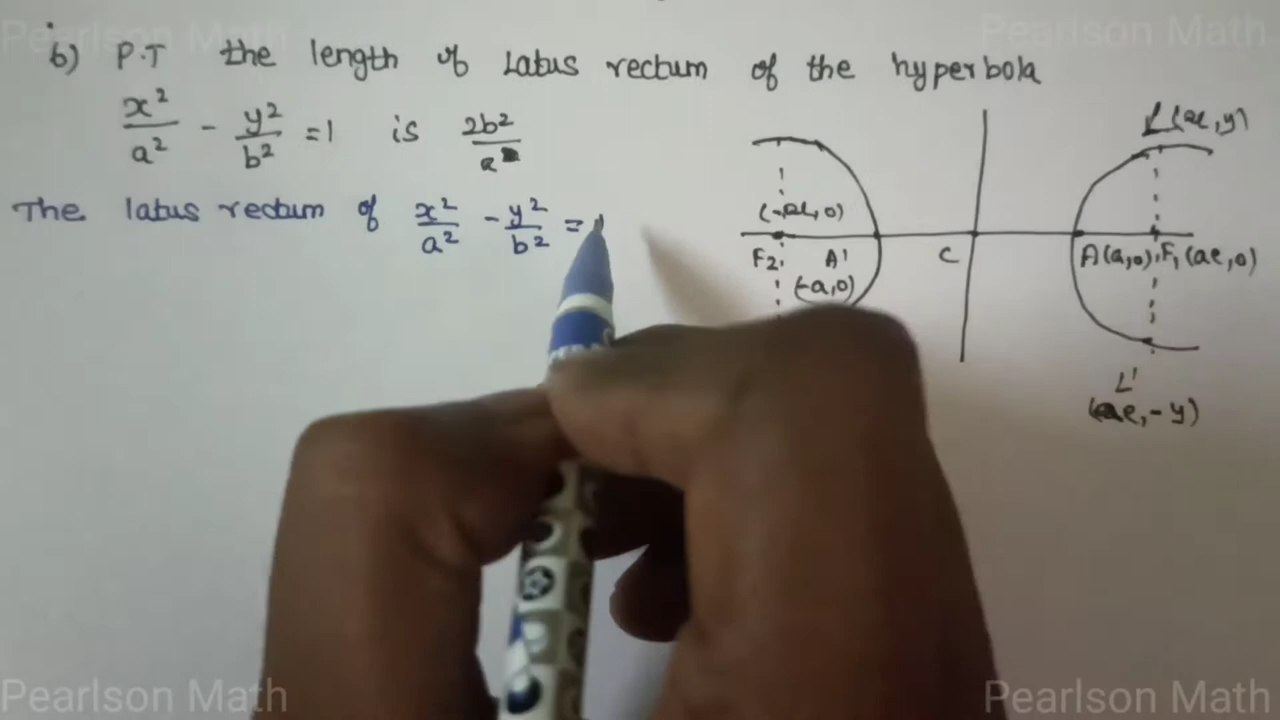 Pearlson Math
Pearlson Math
6) P.T the length of Latus rectum of the hyperbola
x²/a² - y²/b² = 1 is 2b²/a
The latus rectum of x²/a² - y²/b² =
L(ae, y)
(-ae, 0)
F₂ A' C A(a,0) F₁(ae,0)
(-a,0)
L'
(ae, -y)
Pearlson Math
Pearlson Math